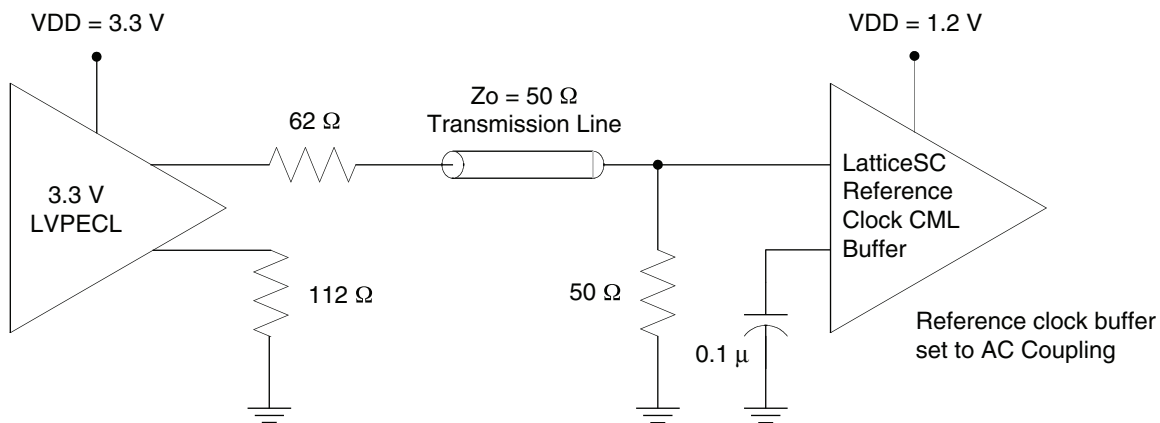 VDD = 3.3 V
VDD = 1.2 V
Zo = 50 Ω
Transmission Line
62 Ω
3.3 V
LVPECL
LatticeSC
Reference
Clock CML
Buffer
112 Ω
50 Ω
0.1 μ
Reference clock buffer
set to AC Coupling